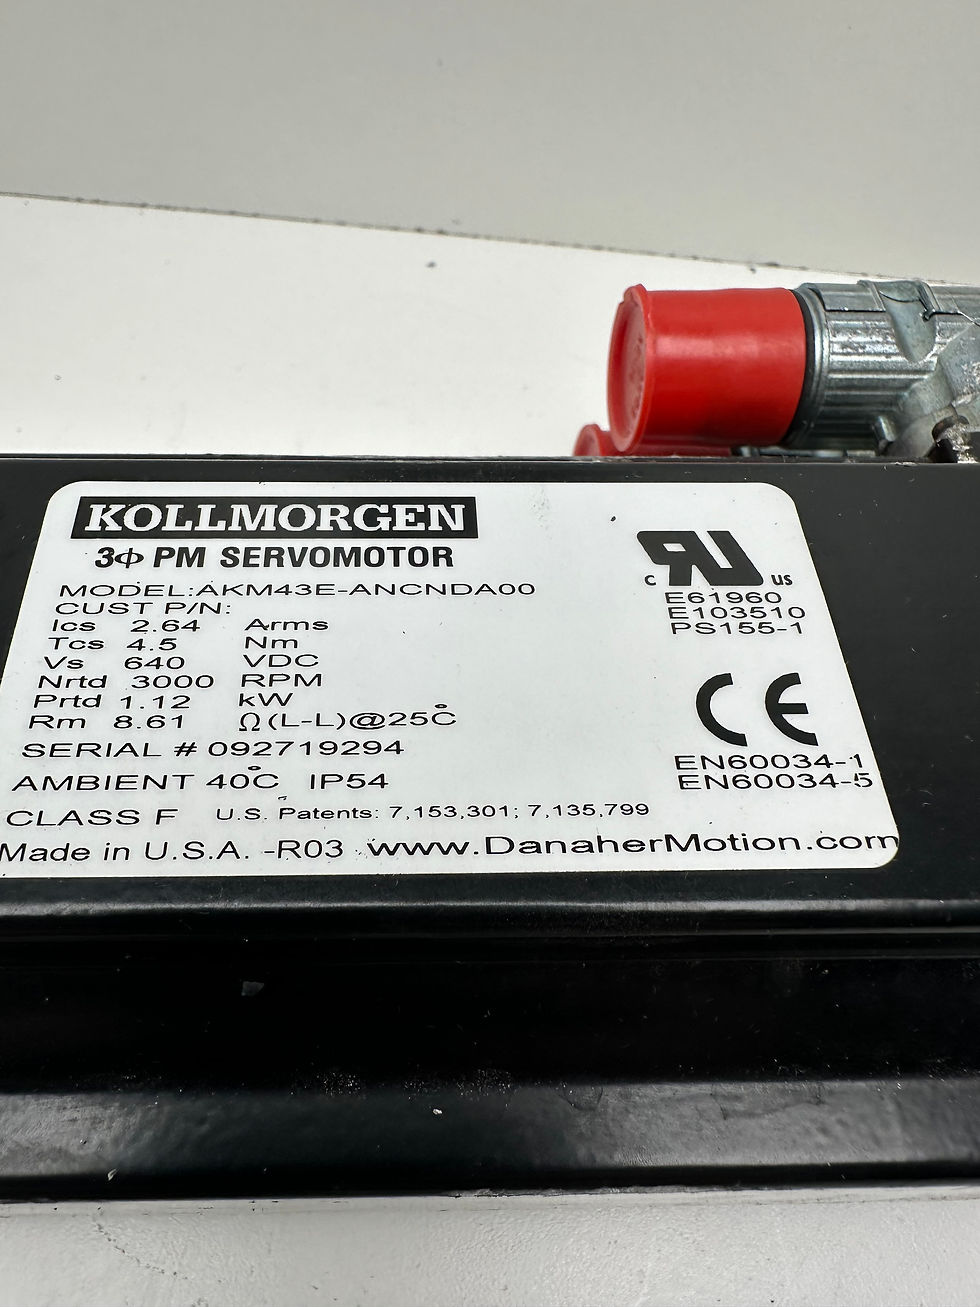 KOLLMORGEN
3ϕ PM SERVOMOTOR
MODEL:AKM43E-ANCNDA00
CUST P/N:
Ics 2.64 Arms
Tcs 4.5 Nm
Vs 640 VDC
Nrtd 3000 RPM
Prtd 1.12 kW
Rm 8.61 Ω(L-L)@25°C
SERIAL # 092719294
AMBIENT 40°C IP54
CLASS F U.S. Patents: 7,153,301; 7,135,799
Made in U.S.A. -R03 www.DanaherMotion.com
c RU us
E61960
E103510
PS155-1
CE
EN60034-1
EN60034-5